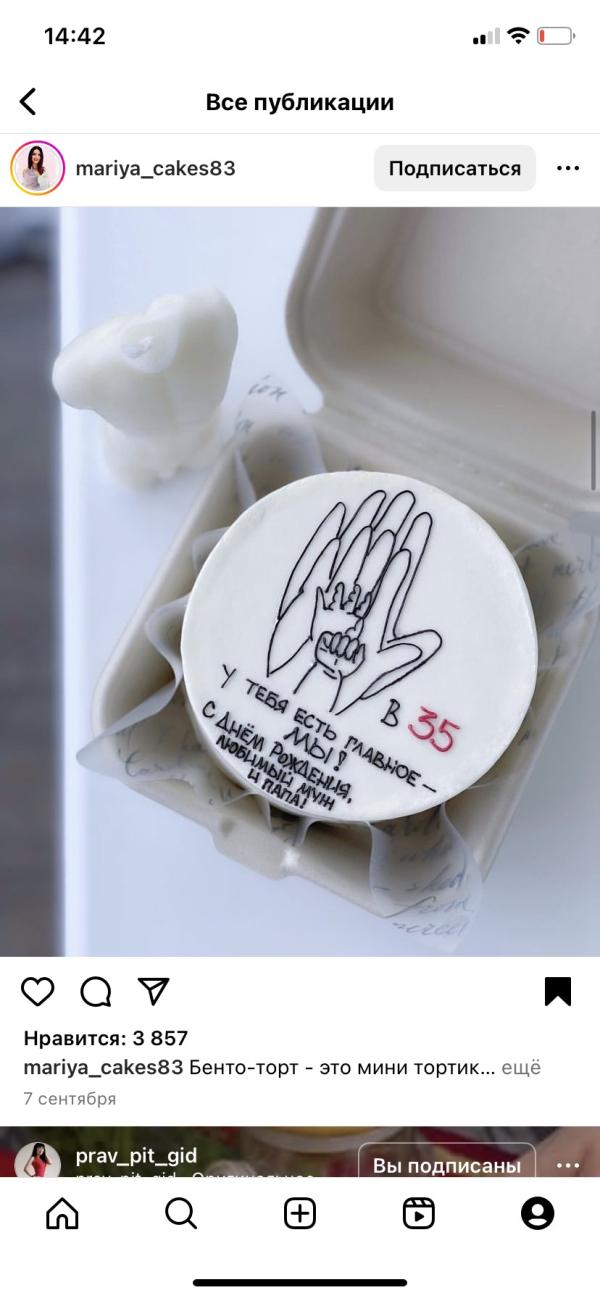 14:42
Все публикации
mariya_cakes83
Подписаться
В 35
У ТЕБЯ ЕСТЬ ГЛАВНОЕ –
МЫ!
С ДНЁМ РОЖДЕНИЯ,
ЛЮБИМЫЙ МУЖ
И ПАПА!
Нравится: 3 857
mariya_cakes83 Бенто-торт - это мини тортик... ещё
7 сентября
prav_pit_gid
Вы подписаны